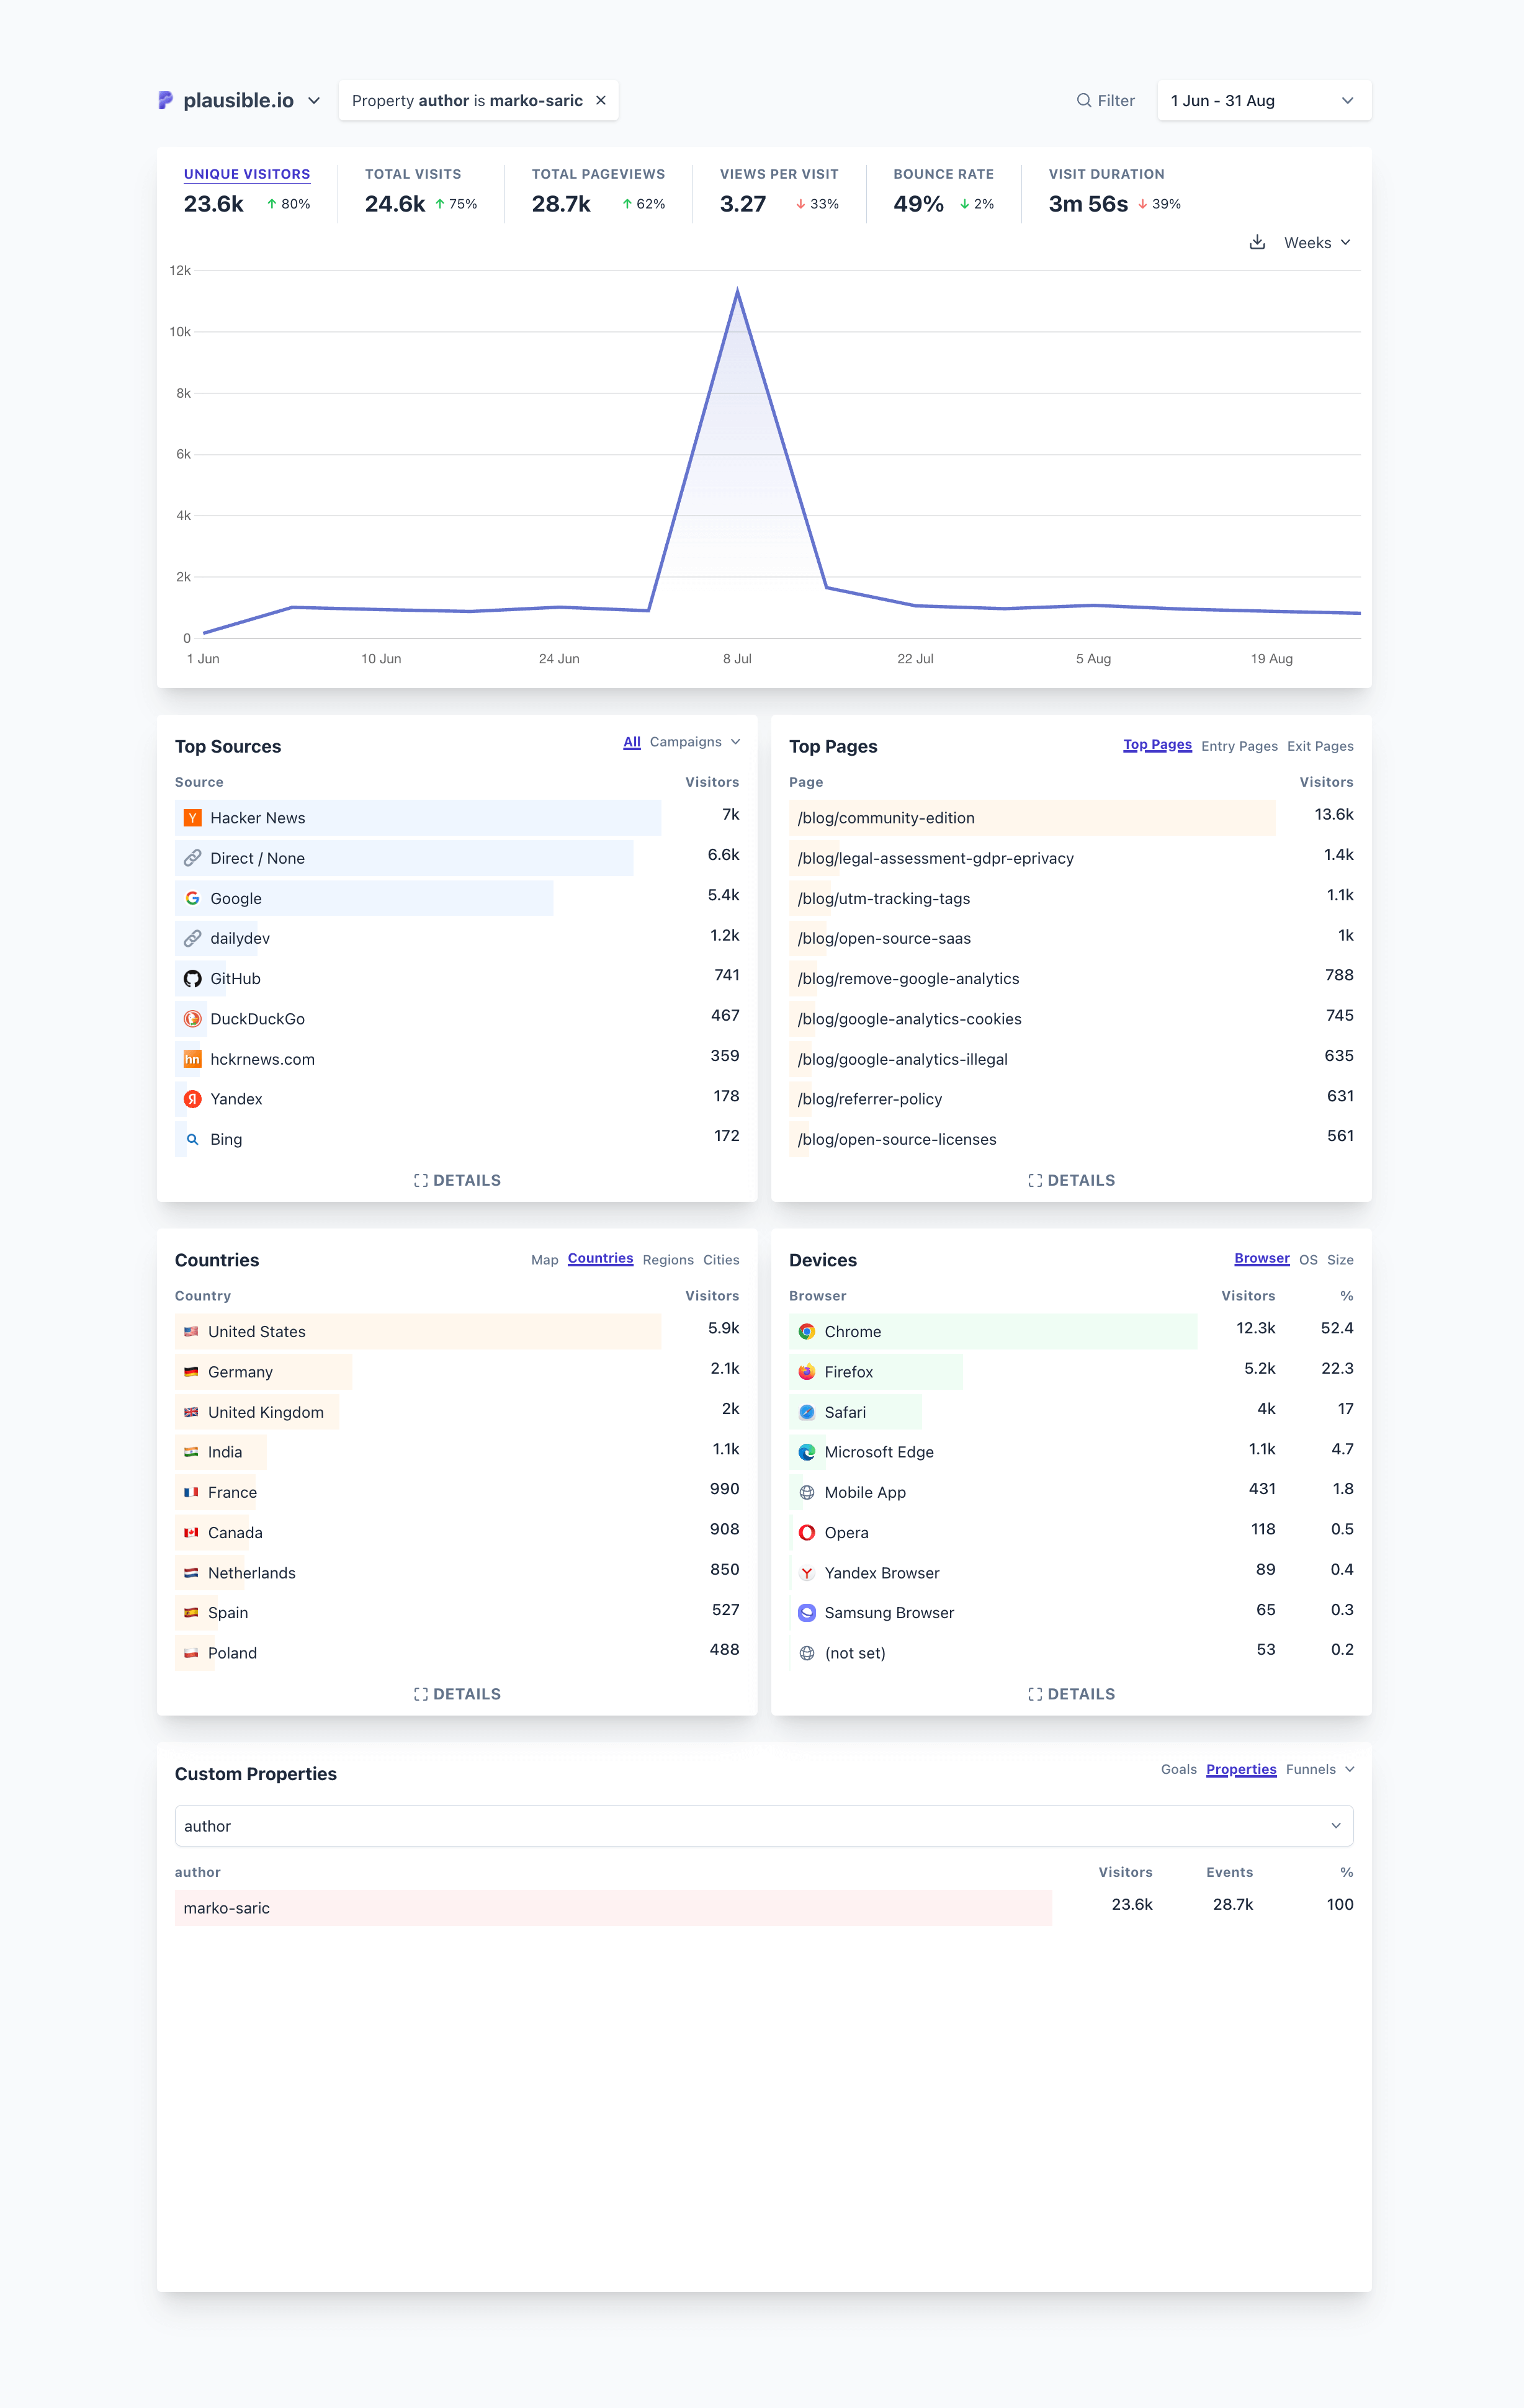 plausible.io
Property author is marko-saric
Filter
1 Jun - 31 Aug
UNIQUE VISITORS
23.6k 80%
TOTAL VISITS
24.6k 75%
TOTAL PAGEVIEWS
28.7k 62%
VIEWS PER VISIT
3.27 33%
BOUNCE RATE
49% 2%
VISIT DURATION
3m 56s 39%
Weeks
12k
10k
8k
6k
4k
2k
0
1 Jun 10 Jun 24 Jun 8 Jul 22 Jul 5 Aug 19 Aug
Top Sources All Campaigns
Source Visitors
Hacker News 7k
Direct / None 6.6k
Google 5.4k
dailydev 1.2k
GitHub 741
DuckDuckGo 467
hn hckrnews.com 359
Yandex 178
Bing 172
DETAILS
Top Pages Top Pages Entry Pages Exit Pages
Page Visitors
/blog/community-edition 13.6k
/blog/legal-assessment-gdpr-eprivacy 1.4k
/blog/utm-tracking-tags 1.1k
/blog/open-source-saas 1k
/blog/remove-google-analytics 788
/blog/google-analytics-cookies 745
/blog/google-analytics-illegal 635
/blog/referrer-policy 631
/blog/open-source-licenses 561
DETAILS
Countries Map Countries Regions Cities
Country Visitors
United States 5.9k
Germany 2.1k
United Kingdom 2k
India 1.1k
France 990
Canada 908
Netherlands 850
Spain 527
Poland 488
DETAILS
Devices Browser OS Size
Browser Visitors %
Chrome 12.3k 52.4
Firefox 5.2k 22.3
Safari 4k 17
Microsoft Edge 1.1k 4.7
Mobile App 431 1.8
Opera 118 0.5
Yandex Browser 89 0.4
Samsung Browser 65 0.3
(not set) 53 0.2
DETAILS
Custom Properties Goals Properties Funnels
author
author Visitors Events %
marko-saric 23.6k 28.7k 100